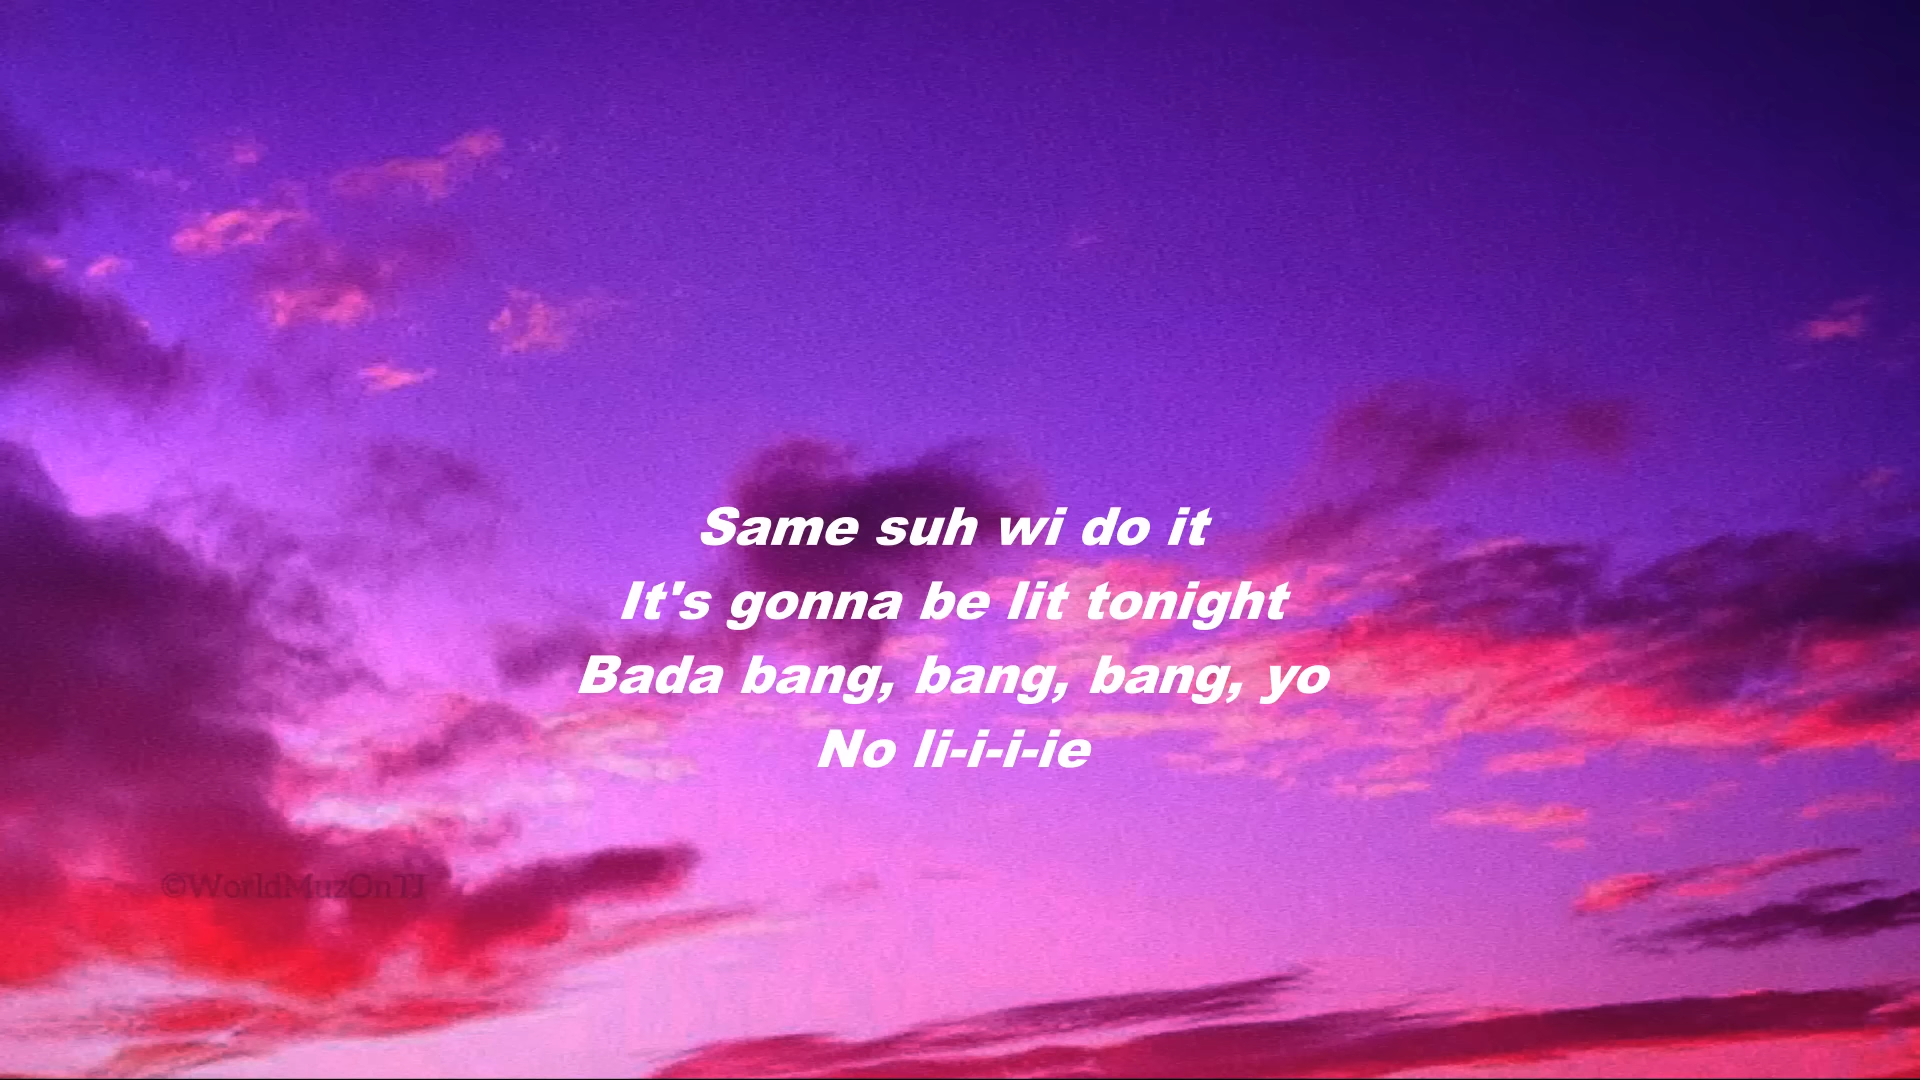 Same suh wi do it
It's gonna be lit tonight
Bada bang, bang, bang, yo
No li-i-i-ie
©WorldMuzOnTJ